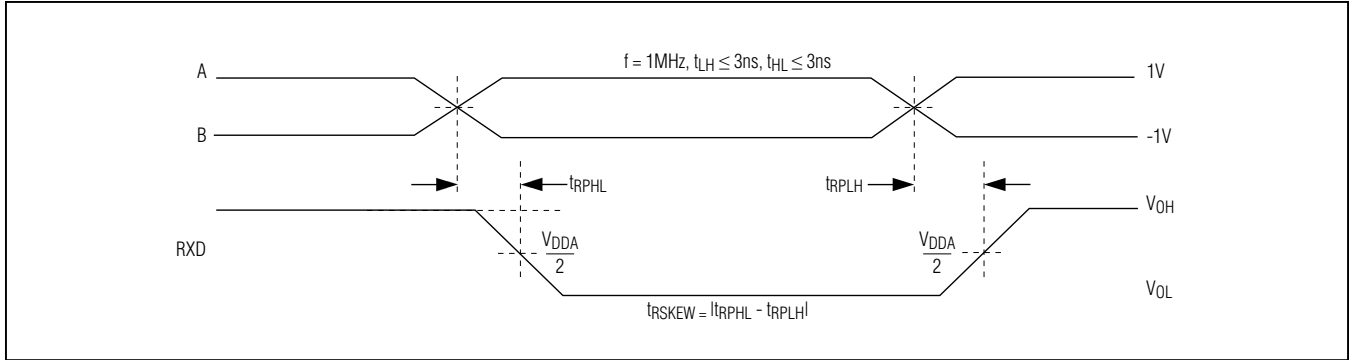 f = 1MHz, tLH ≤ 3ns, tHL ≤ 3ns
A
1V
B
-1V
tRPHL
tRPLH
VOH
RXD
VDDA
2
VDDA
2
VOL
tRSKEW = |tRPHL - tRPLH|